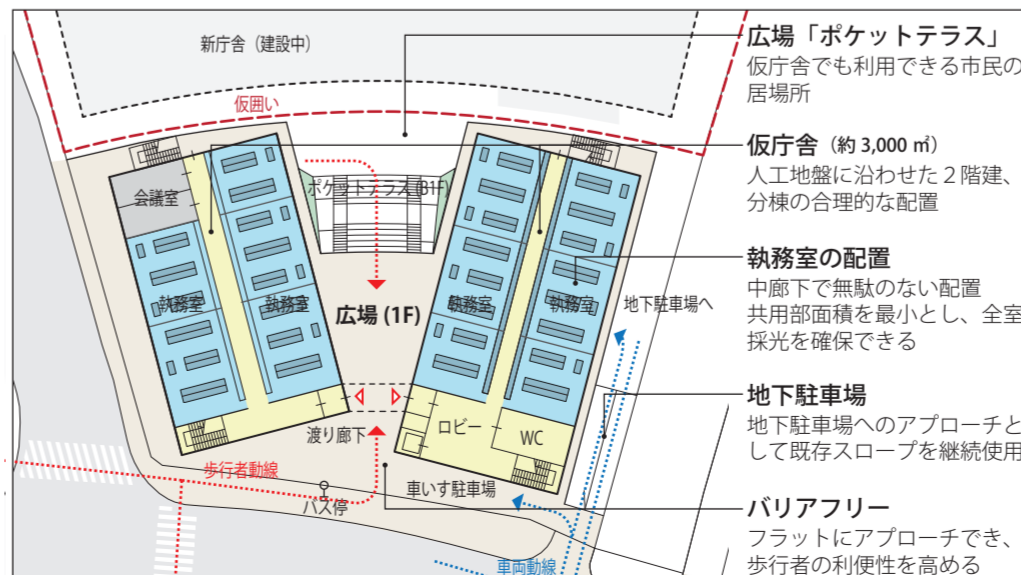 新庁舎（建設中）
仮囲い
ポケットテラス (B1F)
会議室
執務室
執務室
広場 (1F)
執務室
執務室
地下駐車場へ
渡り廊下
ロビー
WC
歩行者動線
バス停
車いす駐車場
車両動線
広場「ポケットテラス」
仮庁舎でも利用できる市民の
居場所
仮庁舎（約 3,000 ㎡）
人工地盤に沿わせた２階建、
分棟の合理的な配置
執務室の配置
中廊下で無駄のない配置
共用部面積を最小とし、全室
採光を確保できる
地下駐車場
地下駐車場へのアプローチと
して既存スロープを継続使用
バリアフリー
フラットにアプローチでき、
歩行者の利便性を高める